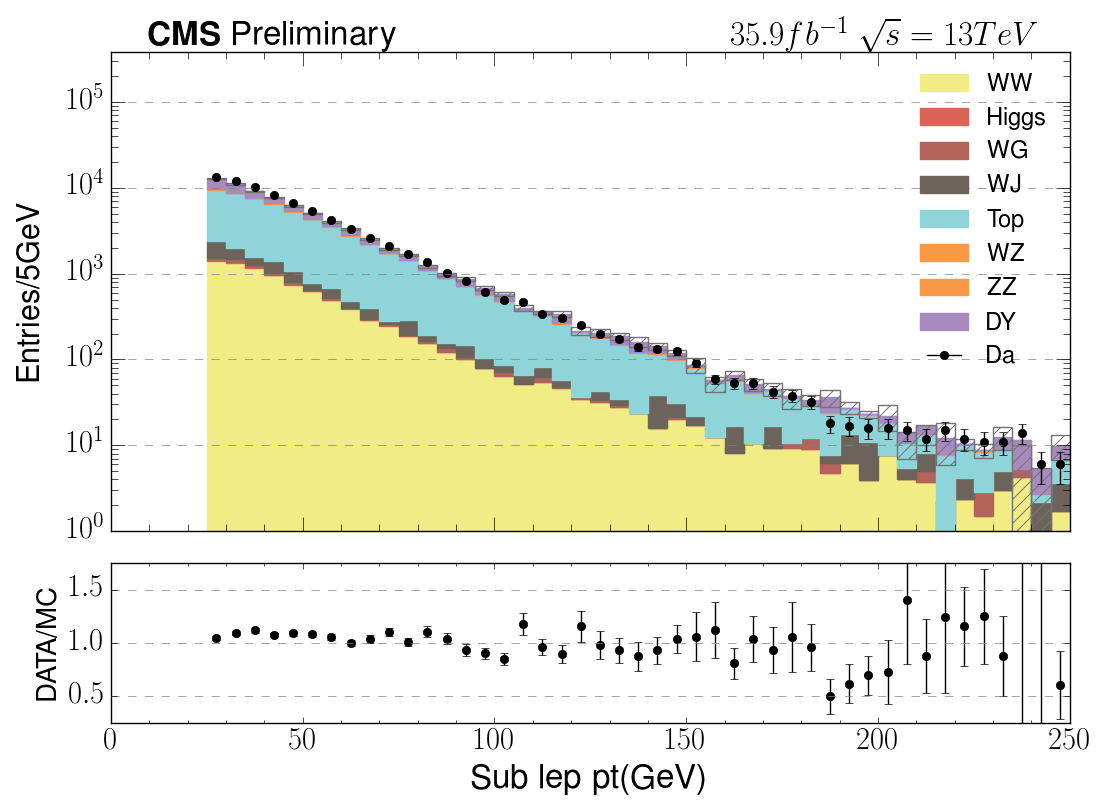 CMS Preliminary 35.9fb⁻¹ √s = 13TeV
WW
Higgs
WG
WJ
Top
WZ
ZZ
DY
Da
Entries/5GeV
10⁵
10⁴
10³
10²
10¹
10⁰
DATA/MC
1.5
1.0
0.5
0 50 100 150 200 250
Sub lep pt(GeV)